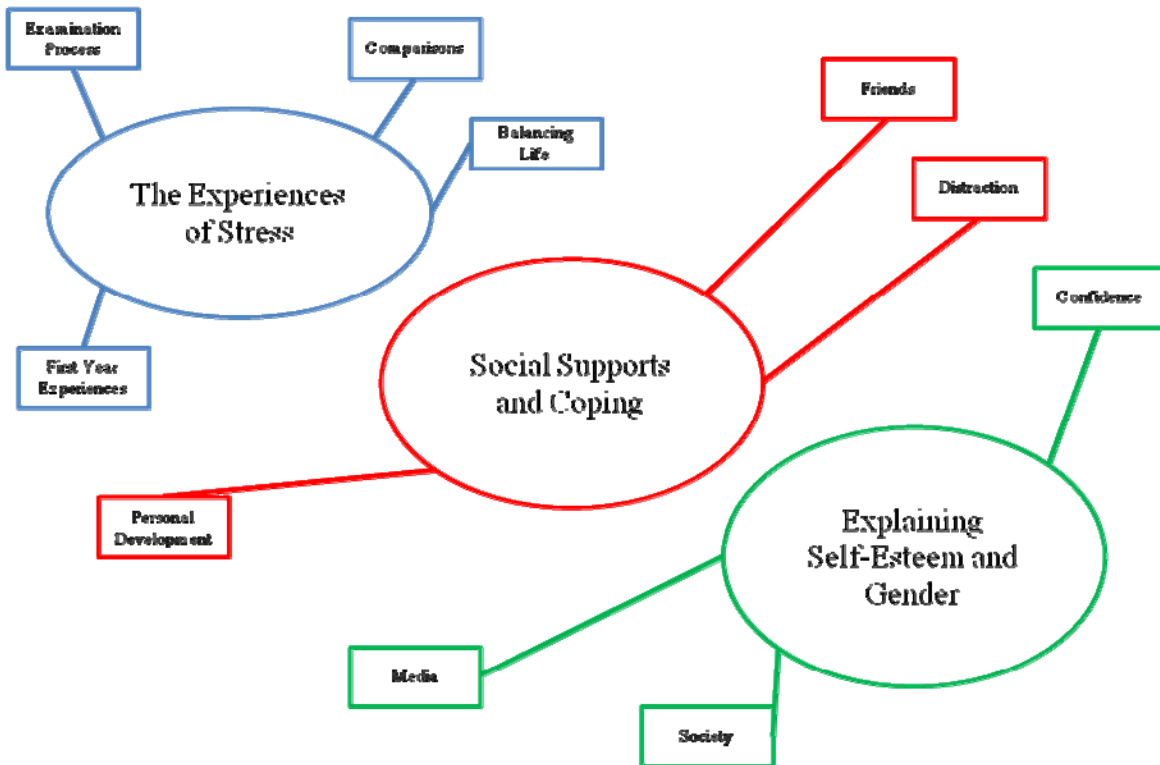 Examination
Process
Comparisons
Balancing
Life
The Experiences
of Stress
First Year
Experiences
Friends
Distraction
Social Supports
and Coping
Personal
Development
Confidence
Explaining
Self-Esteem and
Gender
Media
Society